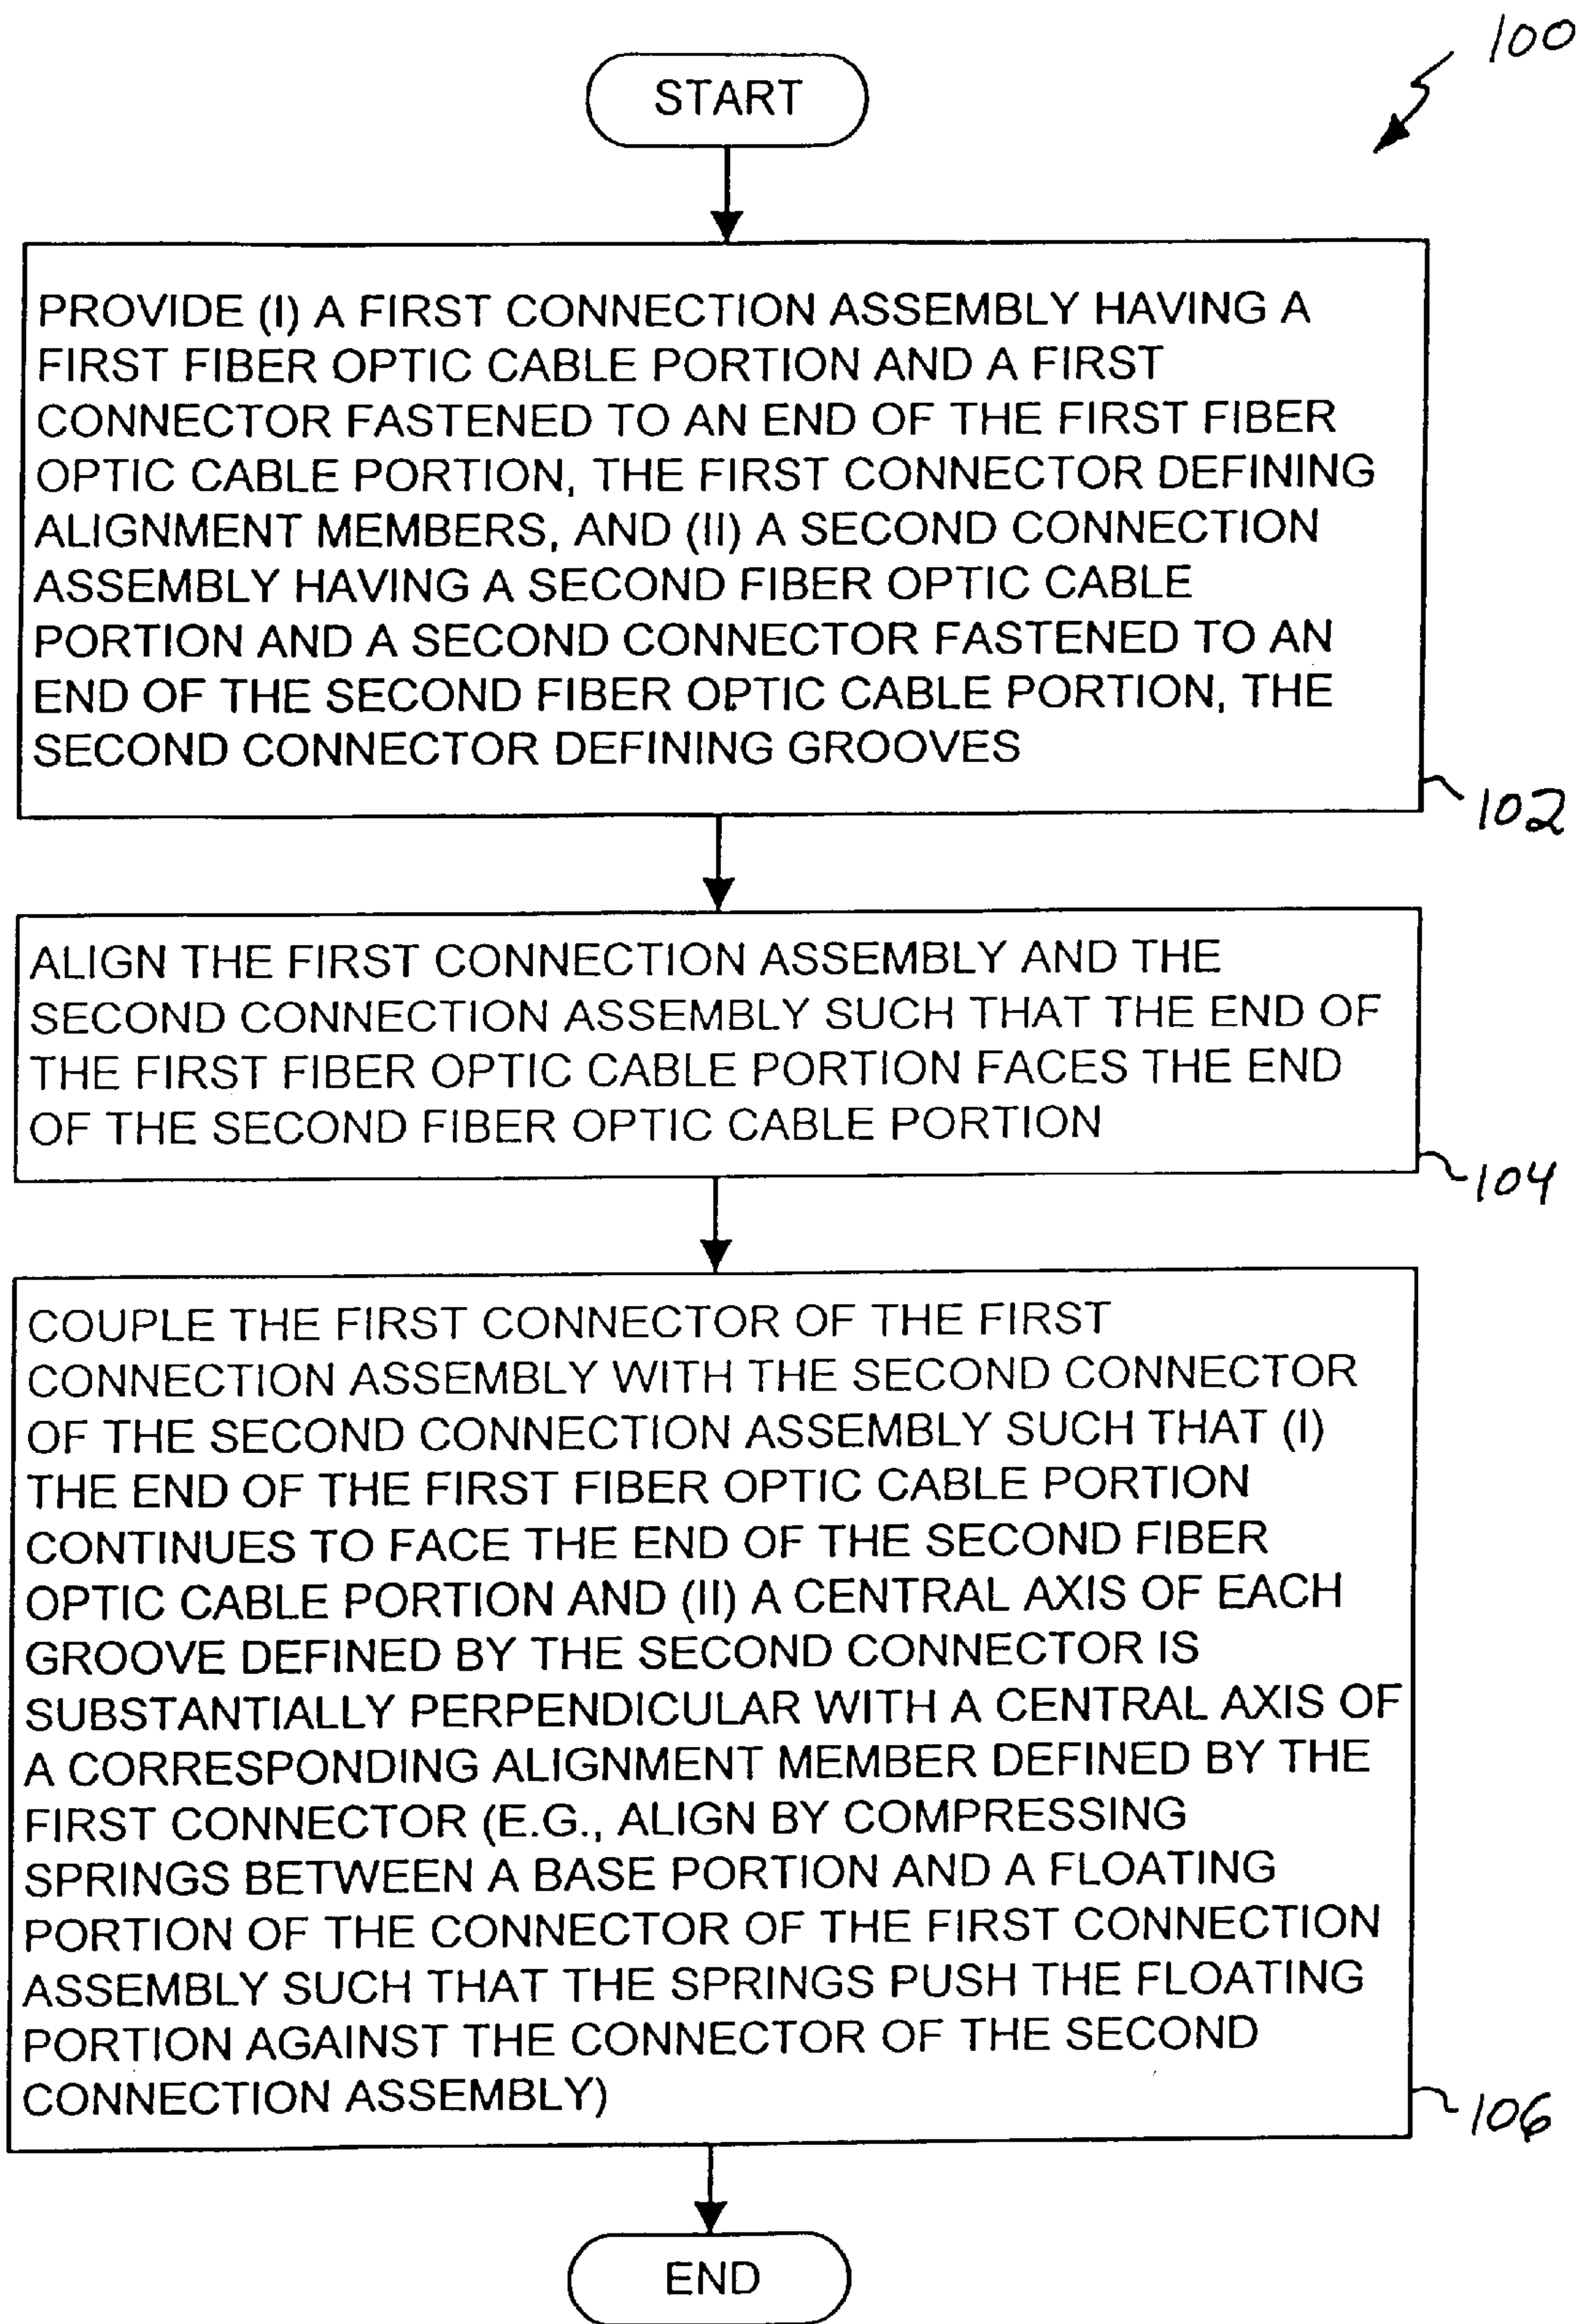 100
START
PROVIDE (I) A FIRST CONNECTION ASSEMBLY HAVING A
FIRST FIBER OPTIC CABLE PORTION AND A FIRST
CONNECTOR FASTENED TO AN END OF THE FIRST FIBER
OPTIC CABLE PORTION, THE FIRST CONNECTOR DEFINING
ALIGNMENT MEMBERS, AND (II) A SECOND CONNECTION
ASSEMBLY HAVING A SECOND FIBER OPTIC CABLE
PORTION AND A SECOND CONNECTOR FASTENED TO AN
END OF THE SECOND FIBER OPTIC CABLE PORTION, THE
SECOND CONNECTOR DEFINING GROOVES
102
ALIGN THE FIRST CONNECTION ASSEMBLY AND THE
SECOND CONNECTION ASSEMBLY SUCH THAT THE END OF
THE FIRST FIBER OPTIC CABLE PORTION FACES THE END
OF THE SECOND FIBER OPTIC CABLE PORTION
104
COUPLE THE FIRST CONNECTOR OF THE FIRST
CONNECTION ASSEMBLY WITH THE SECOND CONNECTOR
OF THE SECOND CONNECTION ASSEMBLY SUCH THAT (I)
THE END OF THE FIRST FIBER OPTIC CABLE PORTION
CONTINUES TO FACE THE END OF THE SECOND FIBER
OPTIC CABLE PORTION AND (II) A CENTRAL AXIS OF EACH
GROOVE DEFINED BY THE SECOND CONNECTOR IS
SUBSTANTIALLY PERPENDICULAR WITH A CENTRAL AXIS OF
A CORRESPONDING ALIGNMENT MEMBER DEFINED BY THE
FIRST CONNECTOR (E.G., ALIGN BY COMPRESSING
SPRINGS BETWEEN A BASE PORTION AND A FLOATING
PORTION OF THE CONNECTOR OF THE FIRST CONNECTION
ASSEMBLY SUCH THAT THE SPRINGS PUSH THE FLOATING
PORTION AGAINST THE CONNECTOR OF THE SECOND
CONNECTION ASSEMBLY)
106
END